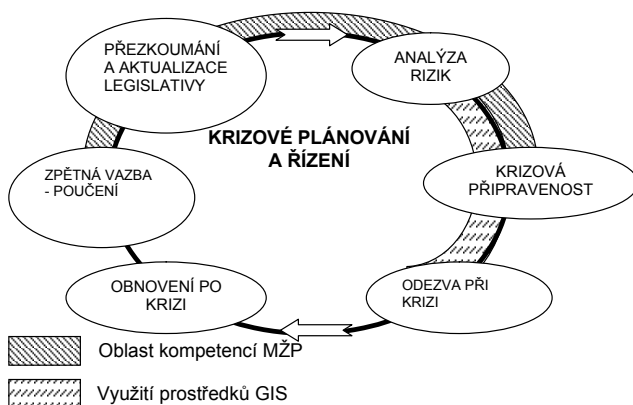 PŘEZKOUMÁNÍ
A AKTUALIZACE
LEGISLATIVY
ANALÝZA
RIZIK
KRIZOVÉ PLÁNOVÁNÍ
A ŘÍZENÍ
ZPĚTNÁ VAZBA
- POUČENÍ
KRIZOVÁ
PŘIPRAVENOST
OBNOVENÍ PO
KRIZI
ODEZVA PŘI
KRIZI
Oblast kompetencí MŽP
Využití prostředků GIS